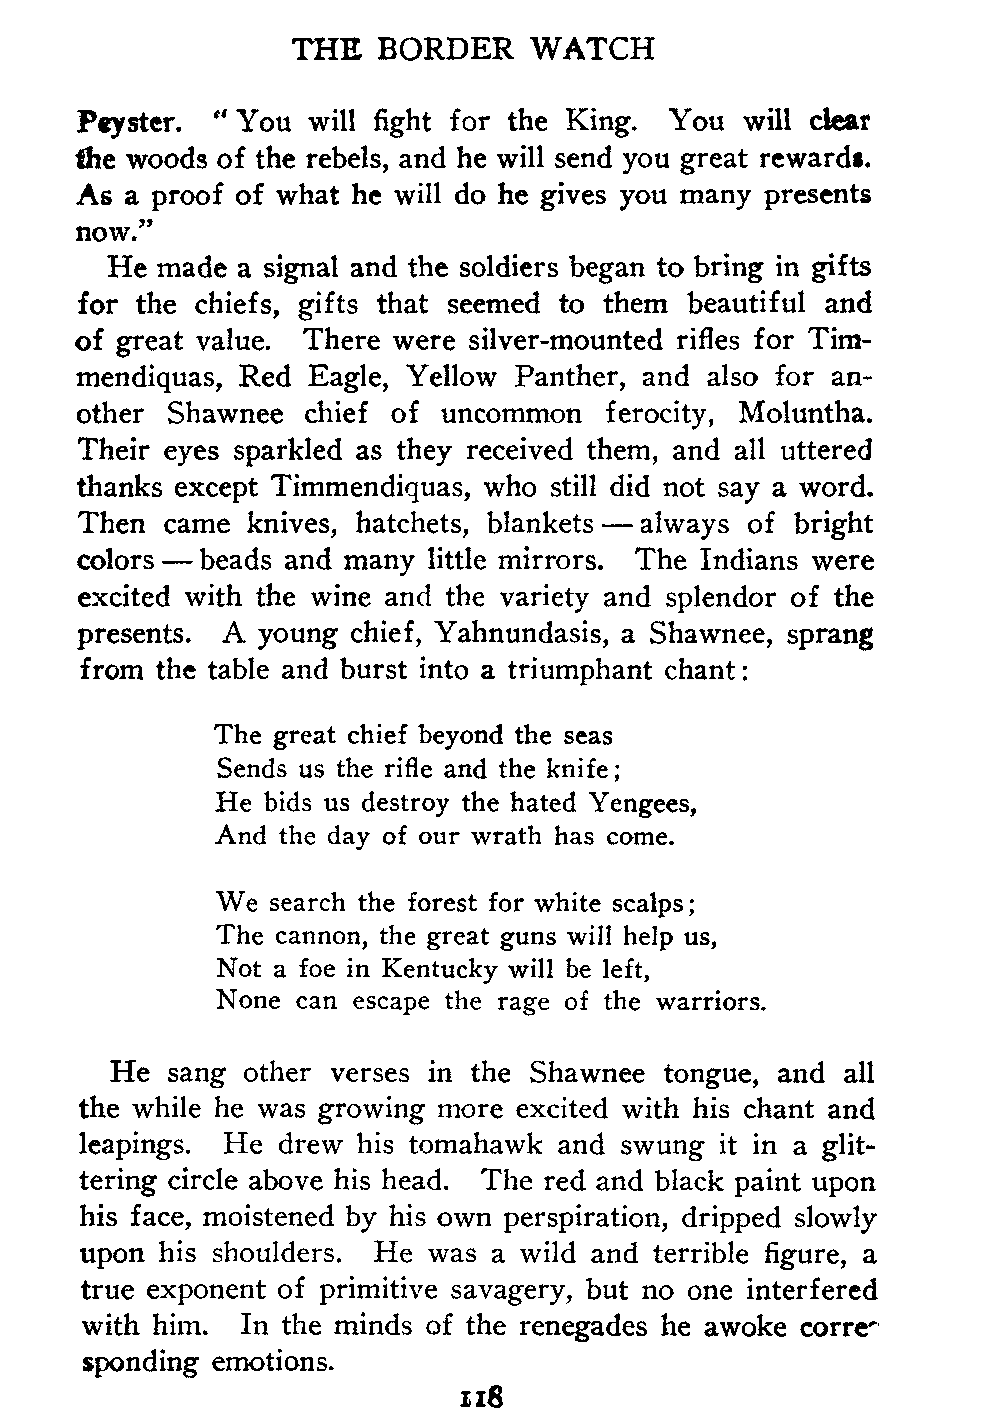 THE BORDER WATCH
Peyster. “You will fight for the King. You will clear
the woods of the rebels, and he will send you great rewards.
As a proof of what he will do he gives you many presents
now.”
He made a signal and the soldiers began to bring in gifts
for the chiefs, gifts that seemed to them beautiful and
of great value. There were silver-mounted rifles for Tim-
mendiquas, Red Eagle, Yellow Panther, and also for an-
other Shawnee chief of uncommon ferocity, Moluntha.
Their eyes sparkled as they received them, and all uttered
thanks except Timmendiquas, who still did not say a word.
Then came knives, hatchets, blankets — always of bright
colors — beads and many little mirrors. The Indians were
excited with the wine and the variety and splendor of the
presents. A young chief, Yahnundasis, a Shawnee, sprang
from the table and burst into a triumphant chant:
The great chief beyond the seas
Sends us the rifle and the knife;
He bids us destroy the hated Yengees,
And the day of our wrath has come.
We search the forest for white scalps;
The cannon, the great guns will help us,
Not a foe in Kentucky will be left,
None can escape the rage of the warriors.
He sang other verses in the Shawnee tongue, and all
the while he was growing more excited with his chant and
leapings. He drew his tomahawk and swung it in a glit-
tering circle above his head. The red and black paint upon
his face, moistened by his own perspiration, dripped slowly
upon his shoulders. He was a wild and terrible figure, a
true exponent of primitive savagery, but no one interfered
with him. In the minds of the renegades he awoke corre-
sponding emotions.
118